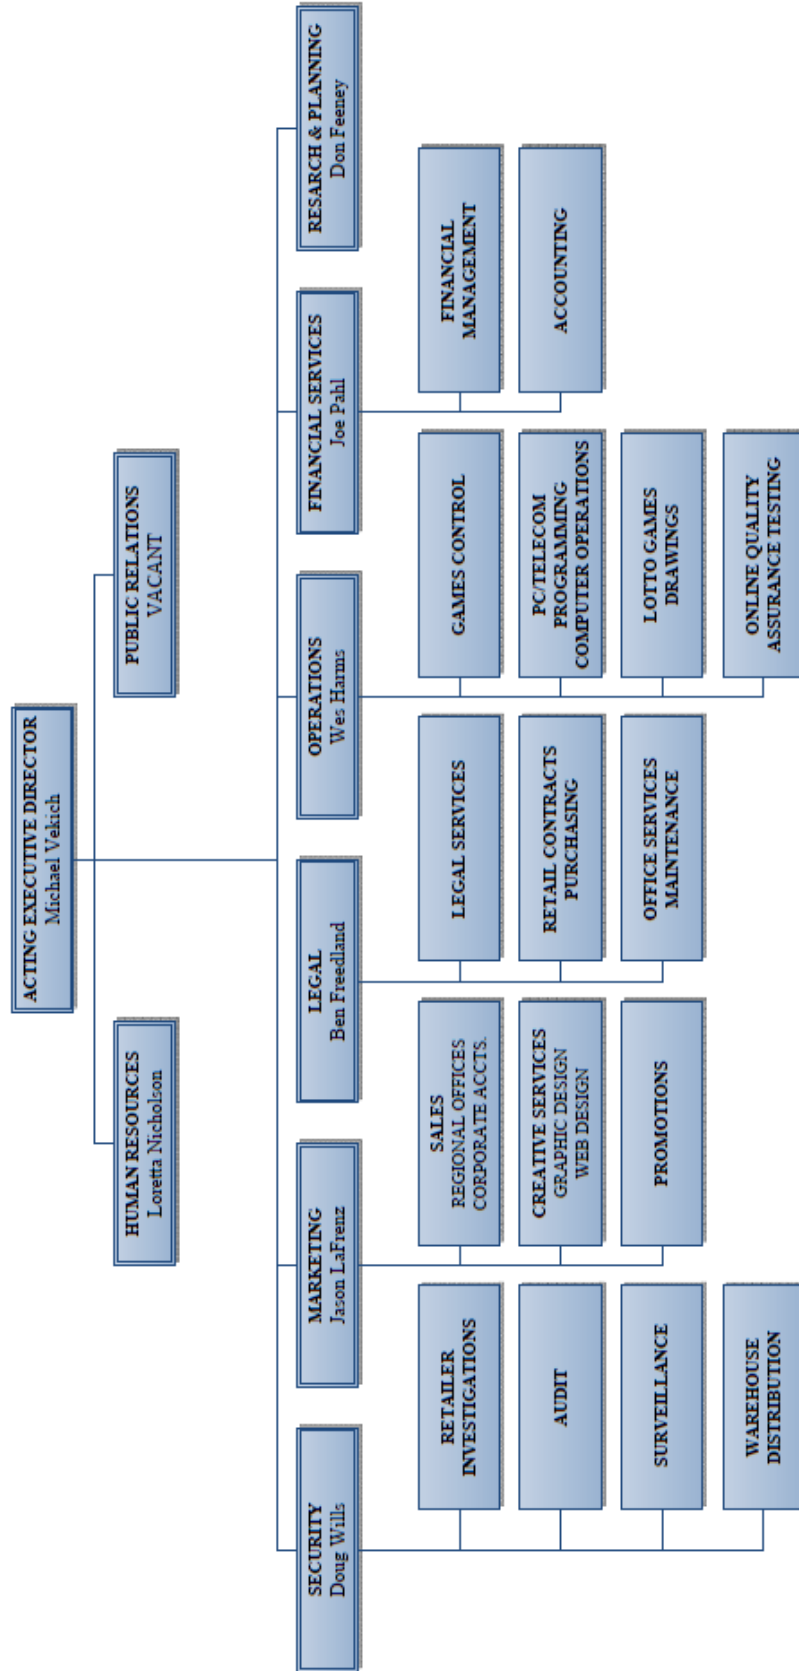 ACTING EXECUTIVE DIRECTOR
Michael Vekich
HUMAN RESOURCES
Loretta Nicholson
PUBLIC RELATIONS
VACANT
SECURITY
Doug Wills
MARKETING
Jason LaFrenz
LEGAL
Ben Freedland
OPERATIONS
Wes Harms
FINANCIAL SERVICES
Joe Pahl
RESARCH & PLANNING
Don Feeney
RETAILER
INVESTIGATIONS
AUDIT
SURVEILLANCE
WAREHOUSE
DISTRIBUTION
SALES
REGIONAL OFFICES
CORPORATE ACCTS.
CREATIVE SERVICES
GRAPHIC DESIGN
WEB DESIGN
PROMOTIONS
LEGAL SERVICES
RETAIL CONTRACTS
PURCHASING
OFFICE SERVICES
MAINTENANCE
GAMES CONTROL
PC/TELECOM
PROGRAMMING
COMPUTER OPERATIONS
LOTTO GAMES
DRAWINGS
ONLINE QUALITY
ASSURANCE TESTING
FINANCIAL
MANAGEMENT
ACCOUNTING